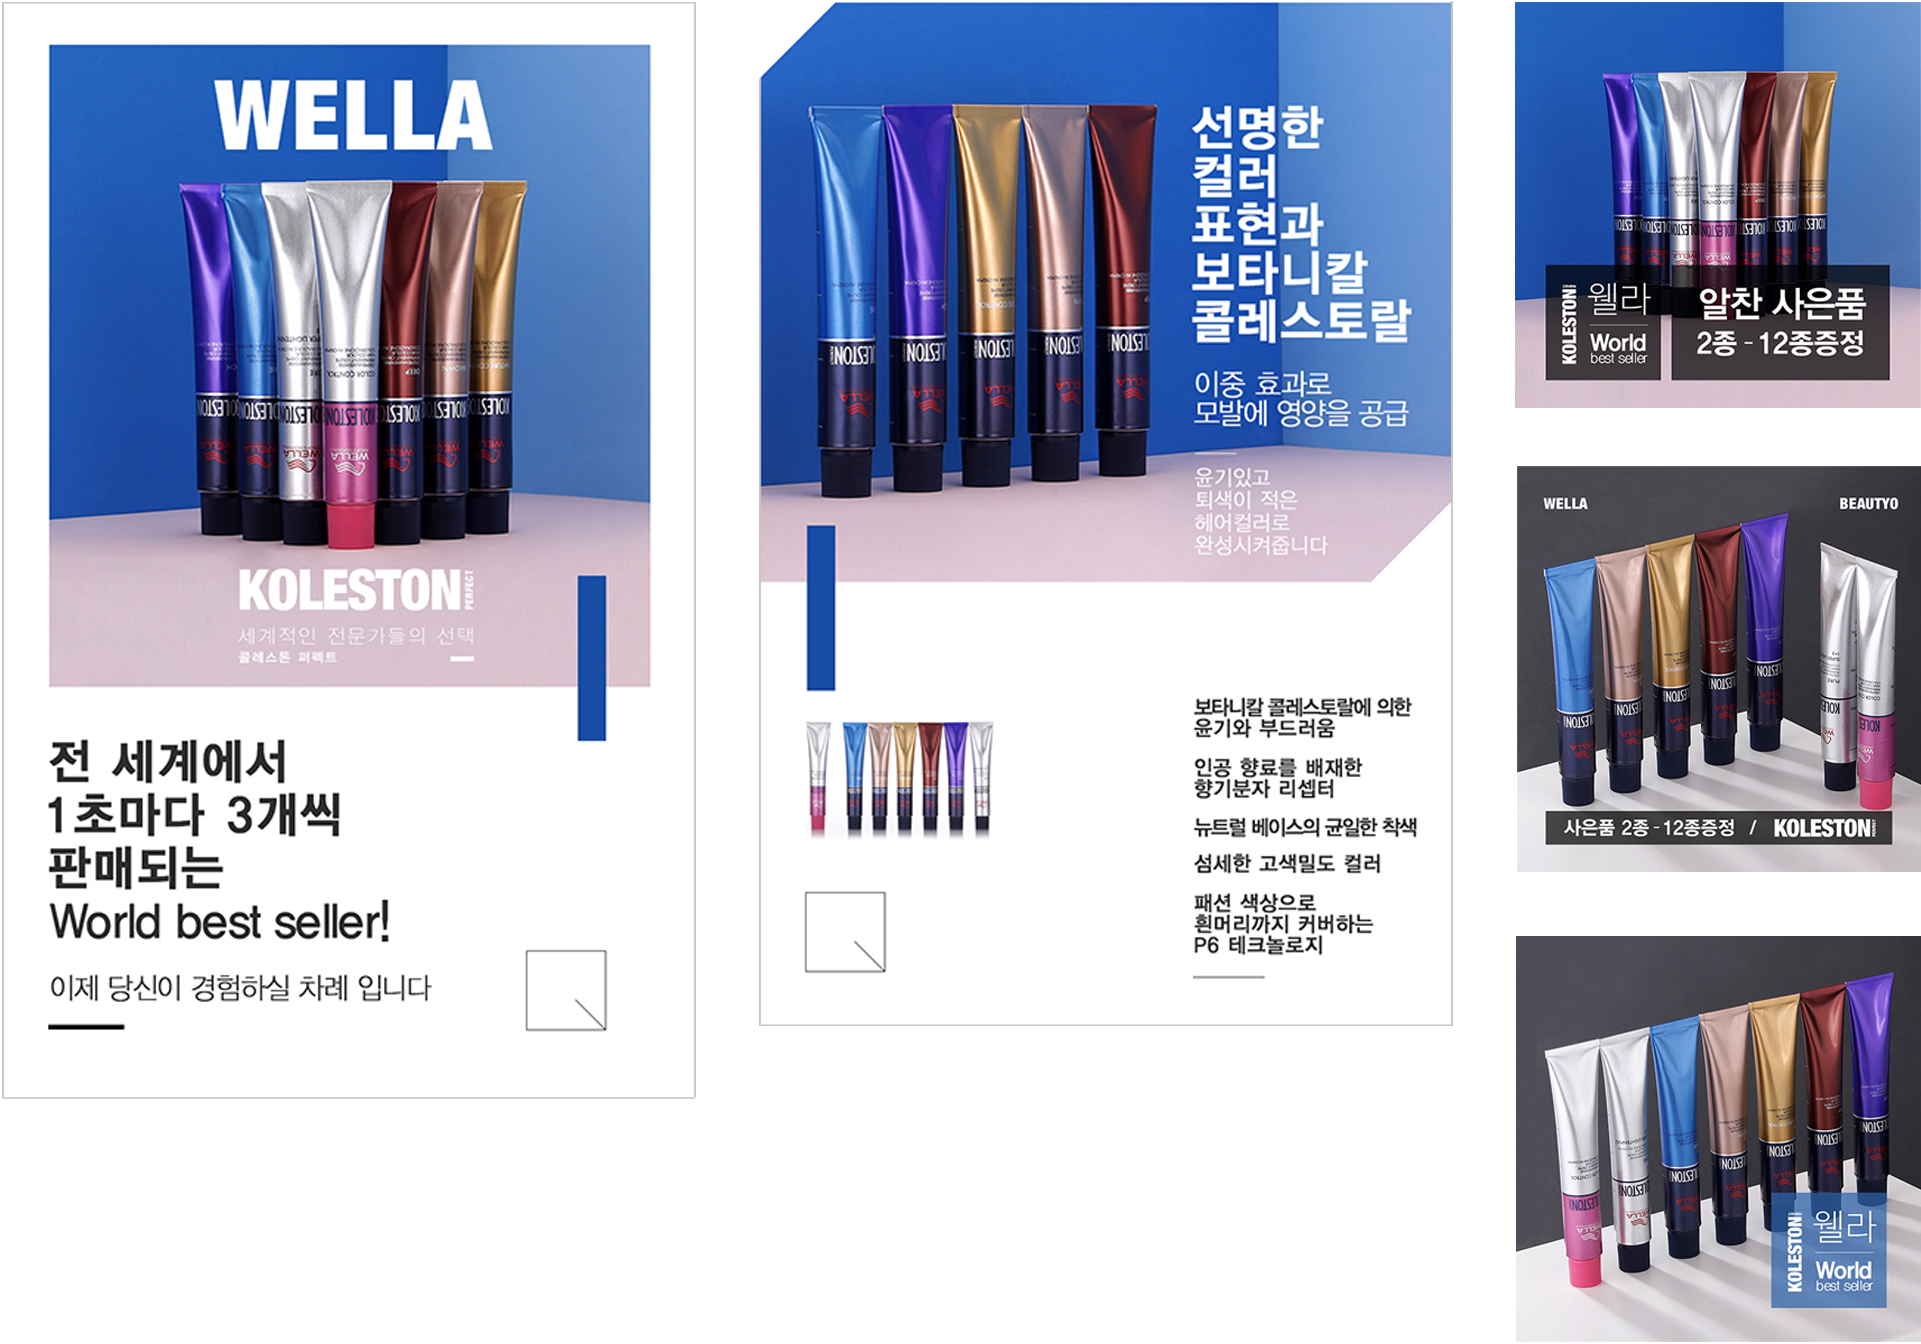 WELLA
KOLESTON PERFECT
세계적인 전문가들의 선택
콜레스톤 퍼펙트
전 세계에서
1초마다 3개씩
판매되는
World best seller!
이제 당신이 경험하실 차례 입니다
선명한
컬러
표현과
보타니칼
콜레스토랄
이중 효과로
모발에 영양을 공급
윤기있고
퇴색이 적은
헤어컬러로
완성시켜줍니다
보타니칼 콜레스토랄에 의한
윤기와 부드러움
인공 향료를 배재한
향기분자 리셉터
뉴트럴 베이스의 균일한 착색
섬세한 고색밀도 컬러
패션 색상으로
흰머리까지 커버하는
P6 테크놀로지
KOLESTON
웰라
World
best seller
알찬 사은품
2종 - 12종증정
WELLA
BEAUTYO
사은품 2종 - 12종증정 / KOLESTON
KOLESTON
웰라
World
best seller